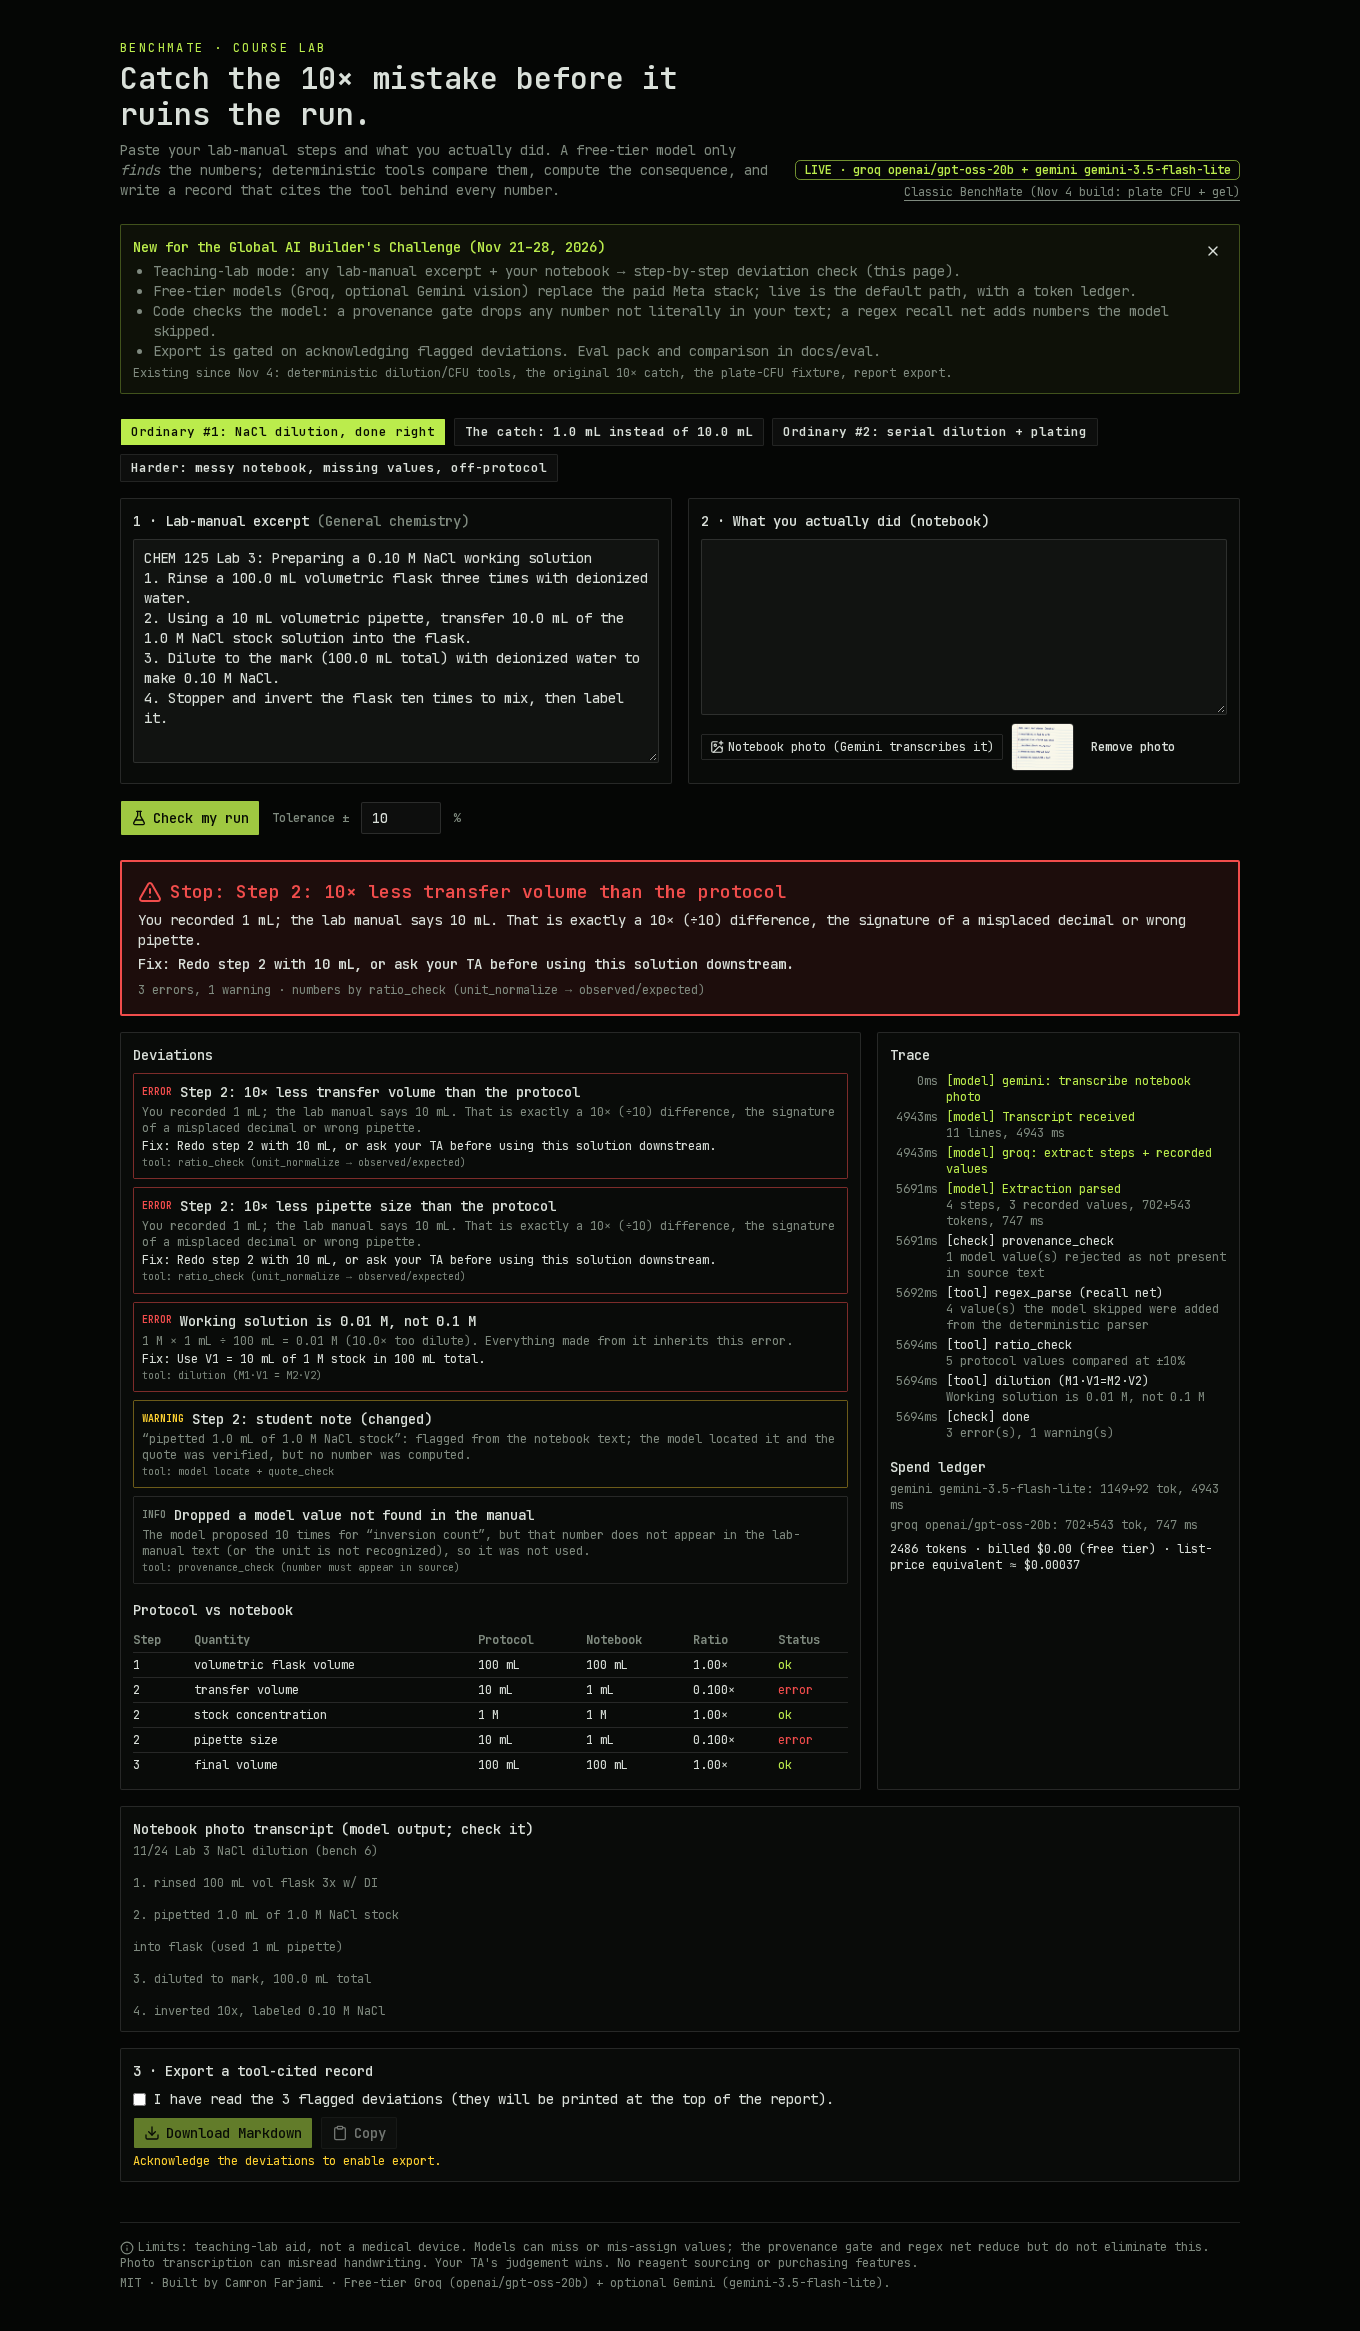 BENCHMATE · COURSE LAB
Catch the 10× mistake before it
ruins the run.
Paste your lab-manual steps and what you actually did. A free-tier model only
finds the numbers; deterministic tools compare them, compute the consequence, and
write a record that cites the tool behind every number.
LIVE · groq openai/gpt-oss-20b + gemini gemini-3.5-flash-lite
Classic BenchMate (Nov 4 build: plate CFU + gel)
New for the Global AI Builder's Challenge (Nov 21–28, 2026)
• Teaching-lab mode: any lab-manual excerpt + your notebook → step-by-step deviation check (this page).
• Free-tier models (Groq, optional Gemini vision) replace the paid Meta stack; live is the default path, with a token ledger.
• Code checks the model: a provenance gate drops any number not literally in your text; a regex recall net adds numbers the model
skipped.
• Export is gated on acknowledging flagged deviations. Eval pack and comparison in docs/eval.
Existing since Nov 4: deterministic dilution/CFU tools, the original 10× catch, the plate-CFU fixture, report export.
Ordinary #1: NaCl dilution, done right
The catch: 1.0 mL instead of 10.0 mL
Ordinary #2: serial dilution + plating
Harder: messy notebook, missing values, off-protocol
1 · Lab-manual excerpt (General chemistry)
CHEM 125 Lab 3: Preparing a 0.10 M NaCl working solution
1. Rinse a 100.0 mL volumetric flask three times with deionized
water.
2. Using a 10 mL volumetric pipette, transfer 10.0 mL of the
1.0 M NaCl stock solution into the flask.
3. Dilute to the mark (100.0 mL total) with deionized water to
make 0.10 M NaCl.
4. Stopper and invert the flask ten times to mix, then label
it.
2 · What you actually did (notebook)
Notebook photo (Gemini transcribes it)
Remove photo
Check my run
Tolerance ± 10 %
Stop: Step 2: 10× less transfer volume than the protocol
You recorded 1 mL; the lab manual says 10 mL. That is exactly a 10× (÷10) difference, the signature of a misplaced decimal or wrong
pipette.
Fix: Redo step 2 with 10 mL, or ask your TA before using this solution downstream.
3 errors, 1 warning · numbers by ratio_check (unit_normalize → observed/expected)
Deviations
ERROR Step 2: 10× less transfer volume than the protocol
You recorded 1 mL; the lab manual says 10 mL. That is exactly a 10× (÷10) difference, the signature
of a misplaced decimal or wrong pipette.
Fix: Redo step 2 with 10 mL, or ask your TA before using this solution downstream.
tool: ratio_check (unit_normalize → observed/expected)
ERROR Step 2: 10× less pipette size than the protocol
You recorded 1 mL; the lab manual says 10 mL. That is exactly a 10× (÷10) difference, the signature
of a misplaced decimal or wrong pipette.
Fix: Redo step 2 with 10 mL, or ask your TA before using this solution downstream.
tool: ratio_check (unit_normalize → observed/expected)
ERROR Working solution is 0.01 M, not 0.1 M
1 M × 1 mL ÷ 100 mL = 0.01 M (10.0× too dilute). Everything made from it inherits this error.
Fix: Use V1 = 10 mL of 1 M stock in 100 mL total.
tool: dilution (M1·V1 = M2·V2)
WARNING Step 2: student note (changed)
“pipetted 1.0 mL of 1.0 M NaCl stock”: flagged from the notebook text; the model located it and the
quote was verified, but no number was computed.
tool: model locate + quote_check
INFO Dropped a model value not found in the manual
The model proposed 10 times for “inversion count”, but that number does not appear in the lab-
manual text (or the unit is not recognized), so it was not used.
tool: provenance_check (number must appear in source)
Protocol vs notebook
Step Quantity Protocol Notebook Ratio Status
1 volumetric flask volume 100 mL 100 mL 1.00× ok
2 transfer volume 10 mL 1 mL 0.100× error
2 stock concentration 1 M 1 M 1.00× ok
2 pipette size 10 mL 1 mL 0.100× error
3 final volume 100 mL 100 mL 1.00× ok
Trace
0ms [model] gemini: transcribe notebook
photo
4943ms [model] Transcript received
11 lines, 4943 ms
4943ms [model] groq: extract steps + recorded
values
5691ms [model] Extraction parsed
4 steps, 3 recorded values, 702+543
tokens, 747 ms
5691ms [check] provenance_check
1 model value(s) rejected as not present
in source text
5692ms [tool] regex_parse (recall net)
4 value(s) the model skipped were added
from the deterministic parser
5694ms [tool] ratio_check
5 protocol values compared at ±10%
5694ms [tool] dilution (M1·V1=M2·V2)
Working solution is 0.01 M, not 0.1 M
5694ms [check] done
3 error(s), 1 warning(s)
Spend ledger
gemini gemini-3.5-flash-lite: 1149+92 tok, 4943
ms
groq openai/gpt-oss-20b: 702+543 tok, 747 ms
2486 tokens · billed $0.00 (free tier) · list-
price equivalent ≈ $0.00037
Notebook photo transcript (model output; check it)
11/24 Lab 3 NaCl dilution (bench 6)
1. rinsed 100 mL vol flask 3x w/ DI
2. pipetted 1.0 mL of 1.0 M NaCl stock
into flask (used 1 mL pipette)
3. diluted to mark, 100.0 mL total
4. inverted 10x, labeled 0.10 M NaCl
3 · Export a tool-cited record
I have read the 3 flagged deviations (they will be printed at the top of the report).
Download Markdown
Copy
Acknowledge the deviations to enable export.
Limits: teaching-lab aid, not a medical device. Models can miss or mis-assign values; the provenance gate and regex net reduce but do not eliminate this.
Photo transcription can misread handwriting. Your TA's judgement wins. No reagent sourcing or purchasing features.
MIT · Built by Camron Farjami · Free-tier Groq (openai/gpt-oss-20b) + optional Gemini (gemini-3.5-flash-lite).